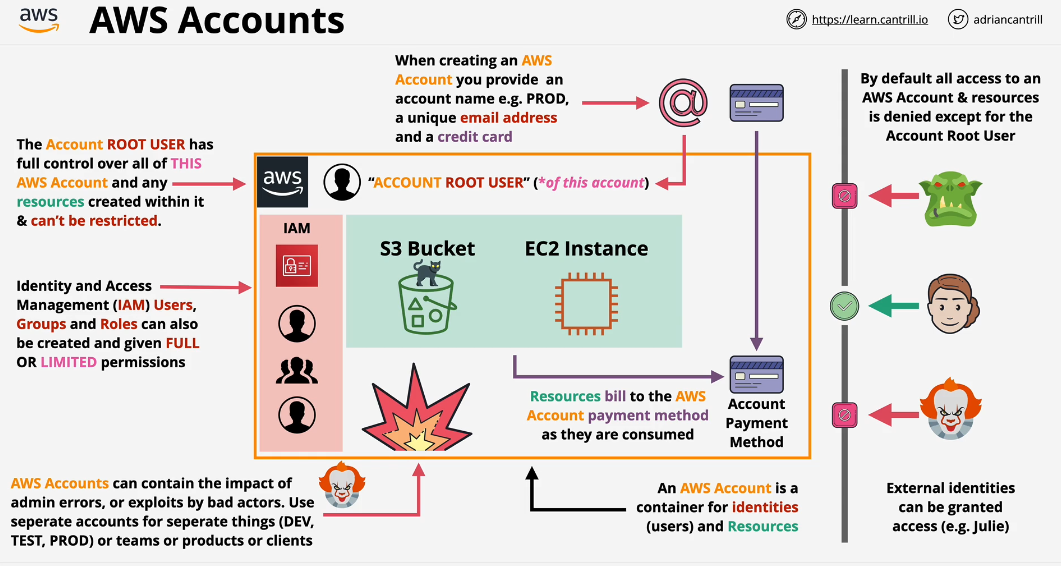 aws
AWS Accounts
https://learn.cantrill.io
adriancantrill
When creating an AWS
Account you provide an
account name e.g. PROD,
a unique email address
and a credit card
By default all access to an
AWS Account & resources
is denied except for the
Account Root User
The Account ROOT USER has
full control over all of THIS
AWS Account and any
resources created within it
& can't be restricted.
aws
“ACCOUNT ROOT USER” (*of this account)
IAM
S3 Bucket
EC2 Instance
Identity and Access
Management (IAM) Users,
Groups and Roles can also
be created and given FULL
OR LIMITED permissions
Resources bill to the AWS
Account payment method
as they are consumed
Account
Payment
Method
AWS Accounts can contain the impact of
admin errors, or exploits by bad actors. Use
seperate accounts for seperate things (DEV,
TEST, PROD) or teams or products or clients
An AWS Account is a
container for identities
(users) and Resources
External identities
can be granted
access (e.g. Julie)